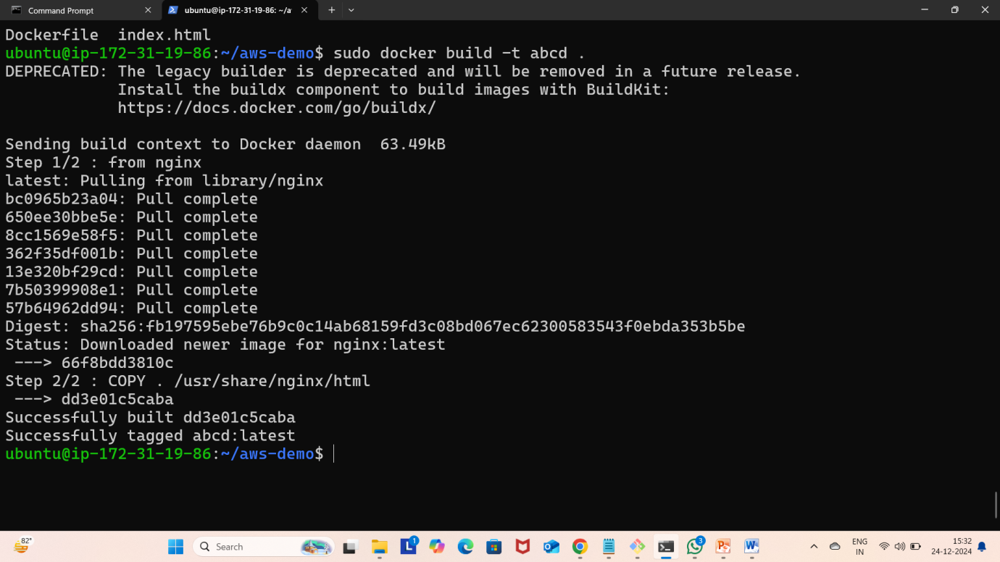 Command Prompt
ubuntu@ip-172-31-19-86: ~/a
Dockerfile  index.html
ubuntu@ip-172-31-19-86:~/aws-demo$ sudo docker build -t abcd .
DEPRECATED: The legacy builder is deprecated and will be removed in a future release.
            Install the buildx component to build images with BuildKit:
            https://docs.docker.com/go/buildx/
Sending build context to Docker daemon  63.49kB
Step 1/2 : from nginx
latest: Pulling from library/nginx
bc0965b23a04: Pull complete
650ee30bbe5e: Pull complete
8cc1569e58f5: Pull complete
362f35df001b: Pull complete
13e320bf29cd: Pull complete
7b50399908e1: Pull complete
57b64962dd94: Pull complete
Digest: sha256:fb197595ebe76b9c0c14ab68159fd3c08bd067ec62300583543f0ebda353b5be
Status: Downloaded newer image for nginx:latest
 ---> 66f8bdd3810c
Step 2/2 : COPY . /usr/share/nginx/html
 ---> dd3e01c5caba
Successfully built dd3e01c5caba
Successfully tagged abcd:latest
ubuntu@ip-172-31-19-86:~/aws-demo$
82°
Search
1
3
ENG
IN
15:32
24-12-2024